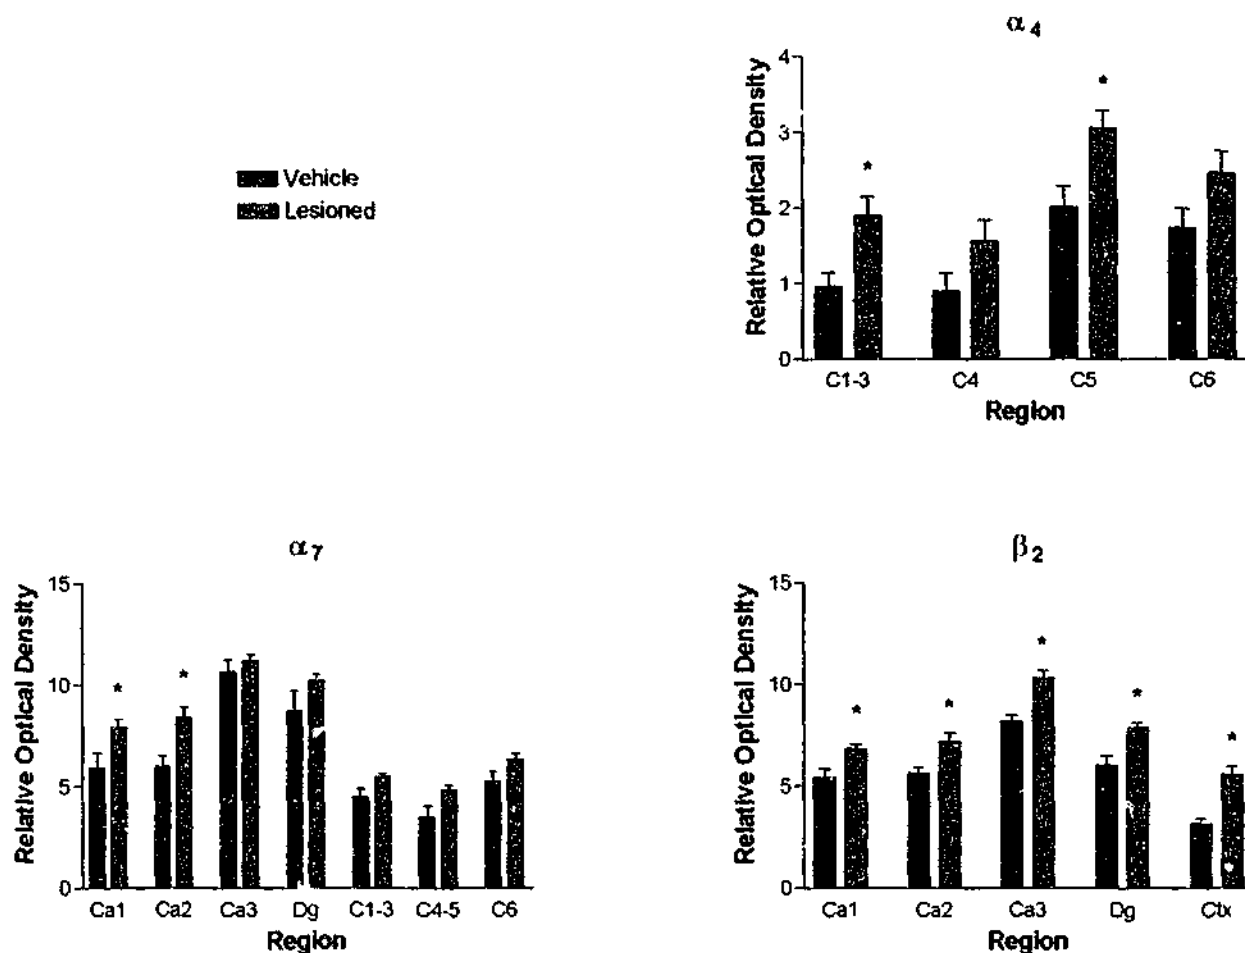 α4
Relative Optical Density
4
3
2
1
0
*
*
C1-3 C4 C5 C6
Region
Vehicle
Lesioned
α7
Relative Optical Density
15
10
5
0
*
*
Ca1 Ca2 Ca3 Dg C1-3 C4-5 C6
Region
β2
Relative Optical Density
15
10
5
0
*
*
*
*
*
Ca1 Ca2 Ca3 Dg Ctx
Region